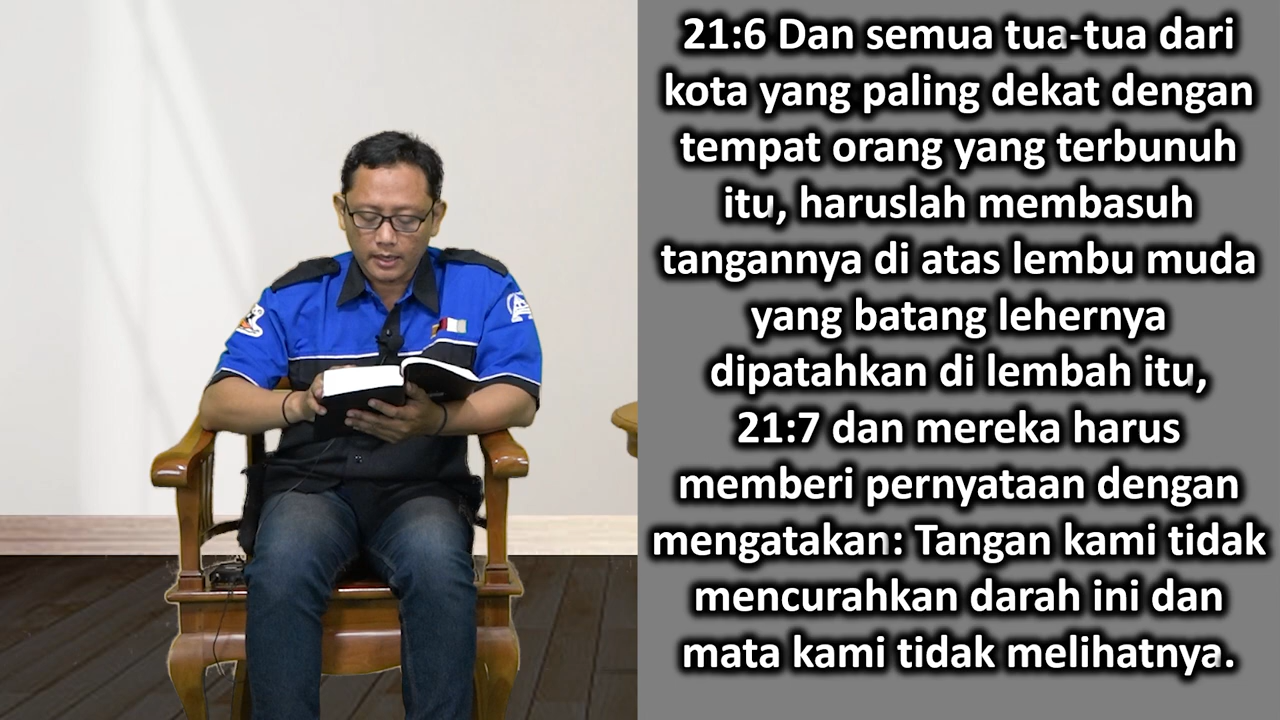 21:6 Dan semua tua-tua dari
kota yang paling dekat dengan
tempat orang yang terbunuh
itu, haruslah membasuh
tangannya di atas lembu muda
yang batang lehernya
dipatahkan di lembah itu,
21:7 dan mereka harus
memberi pernyataan dengan
mengatakan: Tangan kami tidak
mencurahkan darah ini dan
mata kami tidak melihatnya.